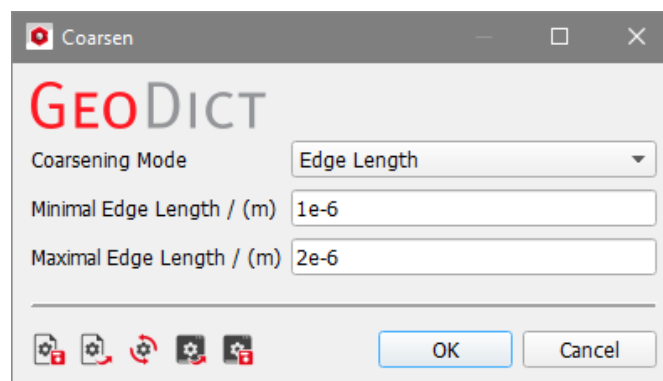 Coarsen
GEODICT
Coarsening Mode Edge Length
Minimal Edge Length / (m) 1e-6
Maximal Edge Length / (m) 2e-6
OK Cancel